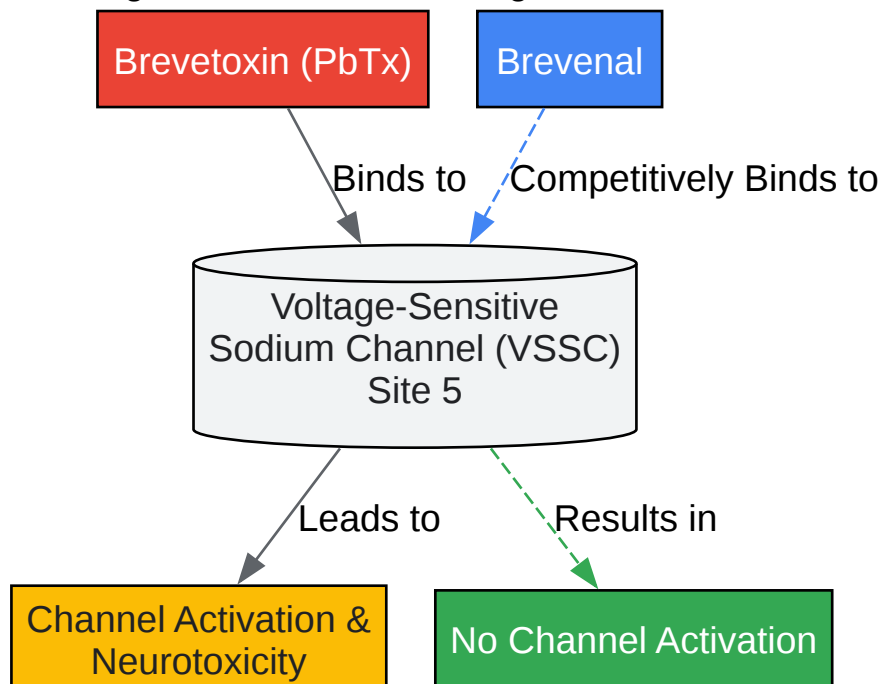 Brevetoxin (PbTx)
Brevenal
Binds to
Competitively Binds to
Voltage-Sensitive
Sodium Channel (VSSC)
Site 5
Leads to
Results in
Channel Activation &
Neurotoxicity
No Channel Activation